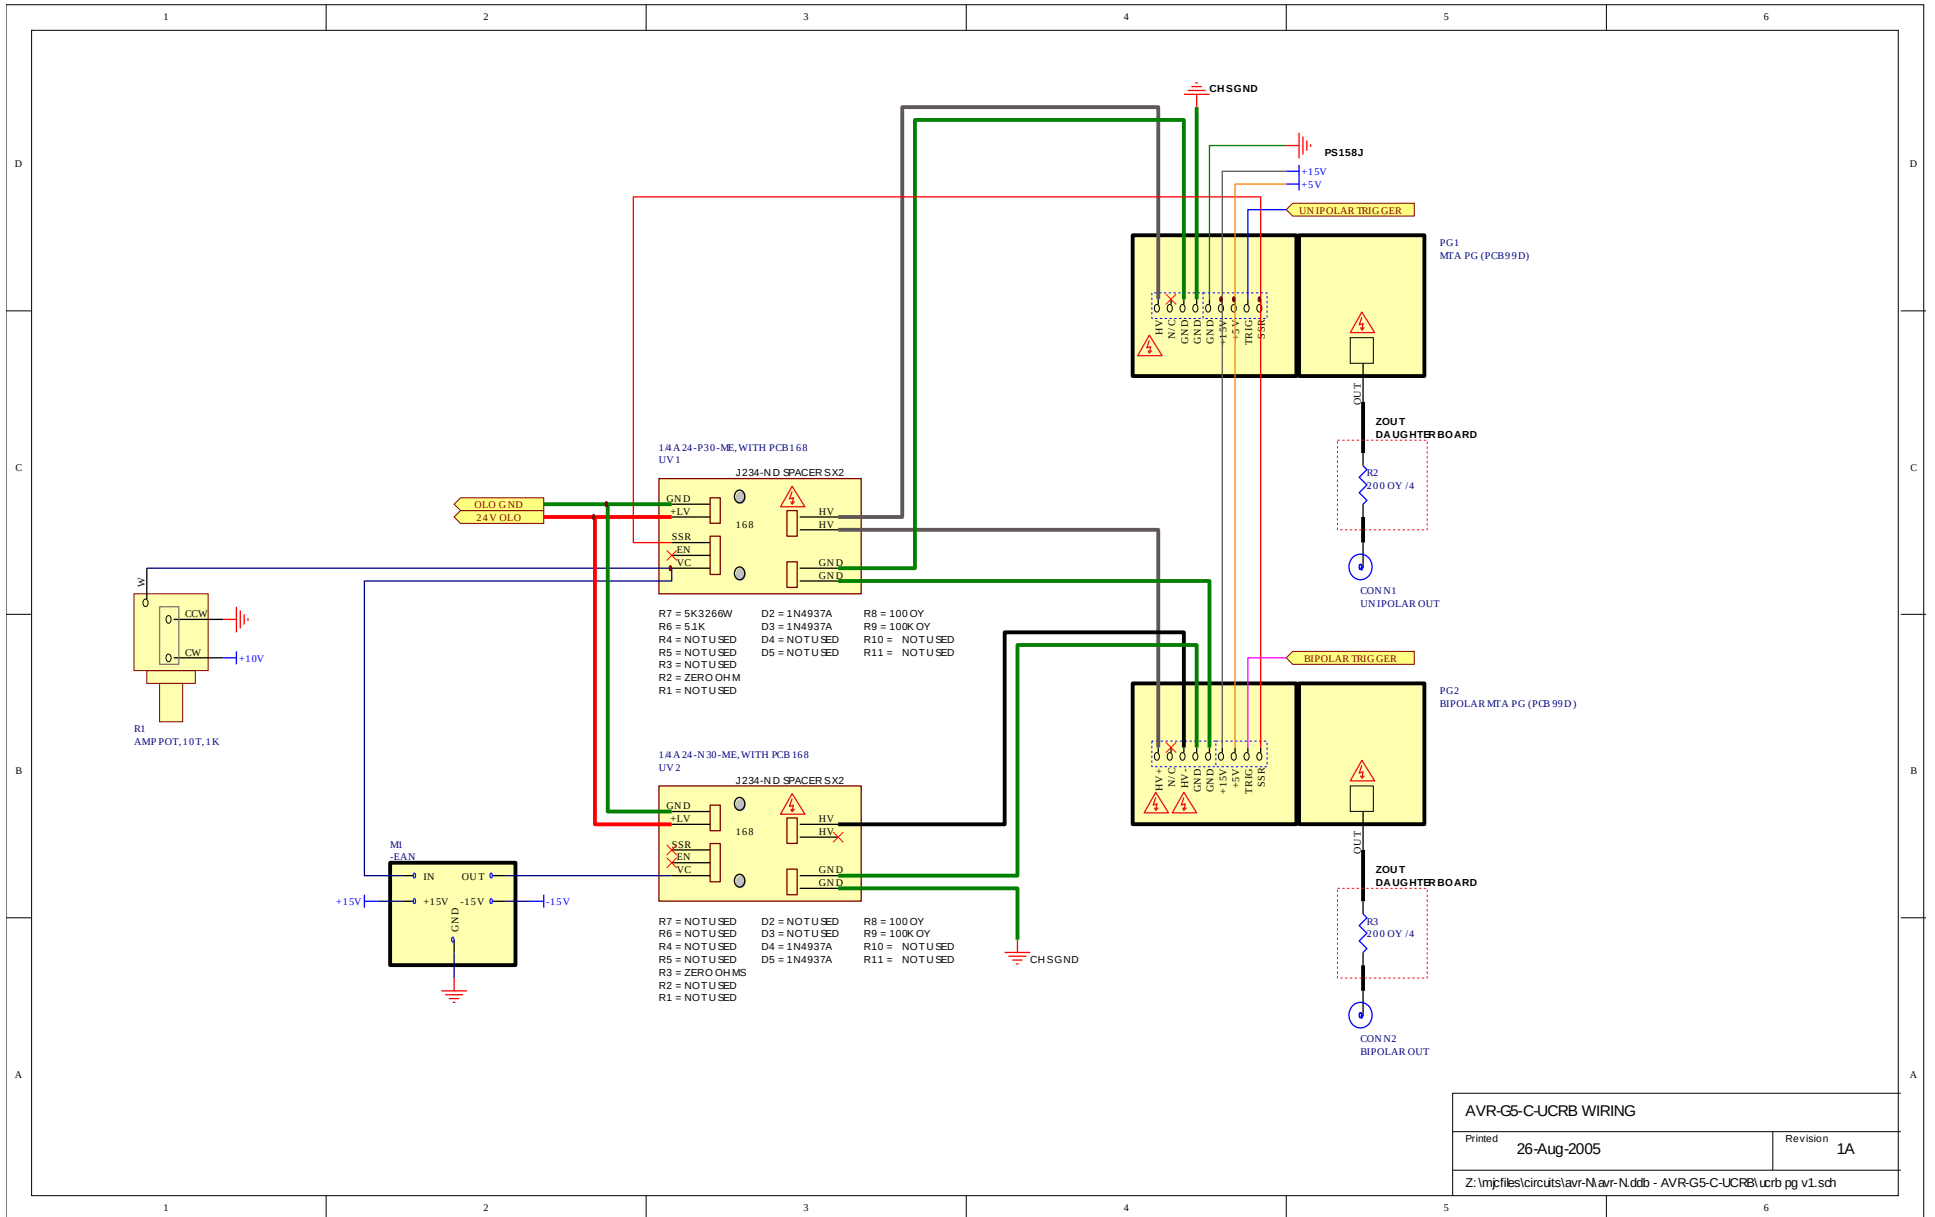 1 2 3 4 5 6
CHSGND
D D
PS158J
+15V
+5V
UNIPOLAR TRIGGER
PG1
MTA PG (PCB99D)
HV
N/C
GND
GND
GND
+15V
+5V
TRIG
SSR
OUT
ZOUT
DAUGHTERBOARD
R2
200 OY/4
CONN1
UNIPOLAR OUT
C C
1/4A24-P30-ME, WITH PCB168
UV1
J234-ND SPACERS X2
GND
+LV
168
SSR
EN
VC
HV
HV
GND
GND
OLO GND
24V OLO
W
CCW
CW
+10V
R1
AMP POT, 10T, 1K
R7 = 5K3266W D2 = 1N4937A R8 = 100 OY
R6 = 5.1K D3 = 1N4937A R9 = 100K OY
R4 = NOT USED D4 = NOT USED R10 = NOT USED
R5 = NOT USED D5 = NOT USED R11 = NOT USED
R3 = NOT USED
R2 = ZERO OHM
R1 = NOT USED
BIPOLAR TRIGGER
PG2
BIPOLAR MTA PG (PCB99D)
HV+
N/C
HV-
GND
GND
+15V
+5V
TRIG
SSR
OUT
ZOUT
DAUGHTERBOARD
R3
200 OY/4
CONN2
BIPOLAR OUT
B B
1/4A24-N30-ME, WITH PCB168
UV2
J234-ND SPACERS X2
GND
+LV
168
SSR
EN
VC
HV
HV
GND
GND
M1
-EAN
IN OUT
+15V +15V -15V -15V
GND
R7 = NOT USED D2 = NOT USED R8 = 100 OY
R6 = NOT USED D3 = NOT USED R9 = 100K OY
R4 = NOT USED D4 = 1N4937A R10 = NOT USED
R5 = NOT USED D5 = 1N4937A R11 = NOT USED
R3 = ZERO OHMS
R2 = NOT USED
R1 = NOT USED
CHSGND
A A
AVR-G5-C-UCRB WIRING
Printed 26-Aug-2005 Revision 1A
Z:\mjcfiles\circuits\avr-N\avr-N.ddb - AVR-G5-C-UCRB\ucrb pg v1.sch
1 2 3 4 5 6